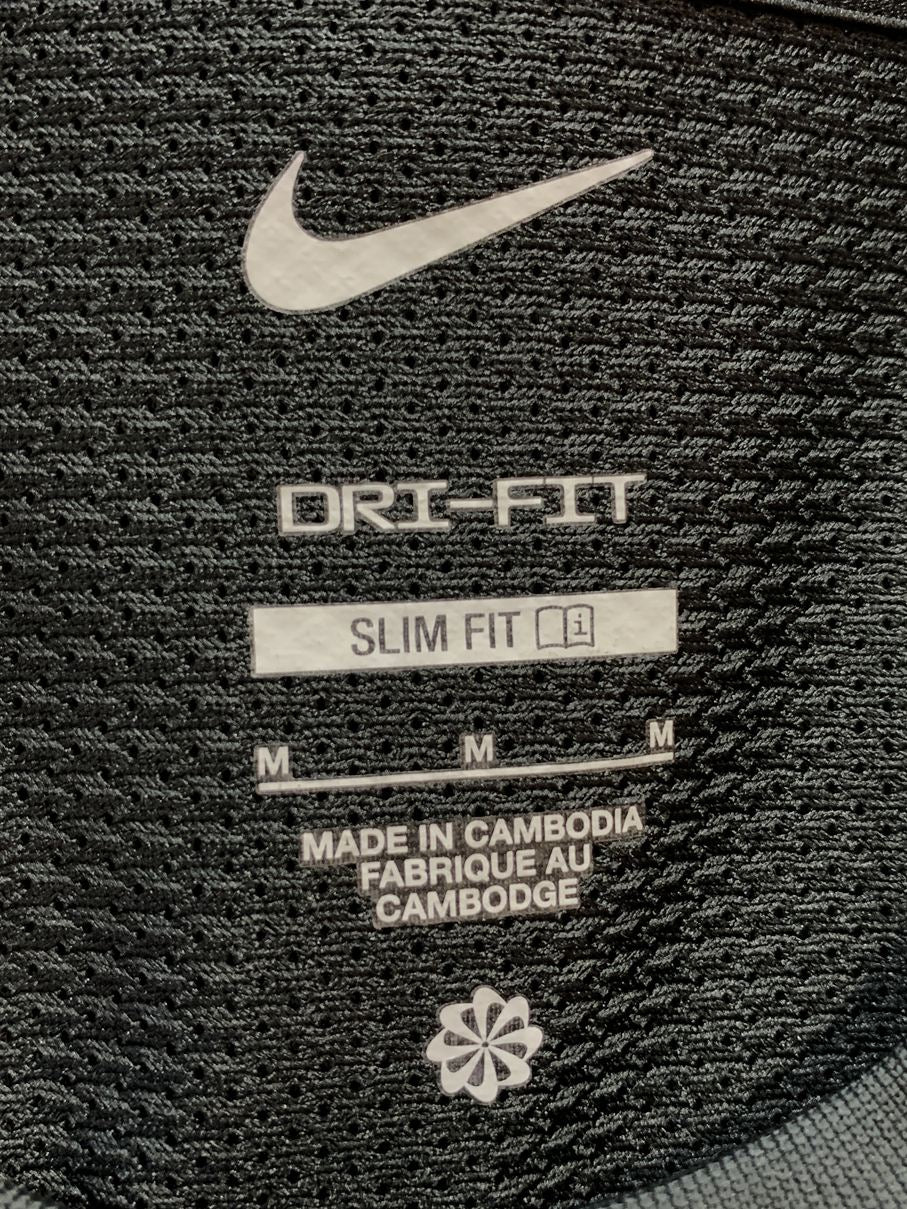 DRI-FIT
SLIM FIT i
M M M
MADE IN CAMBODIA
FABRIQUE AU
CAMBODGE